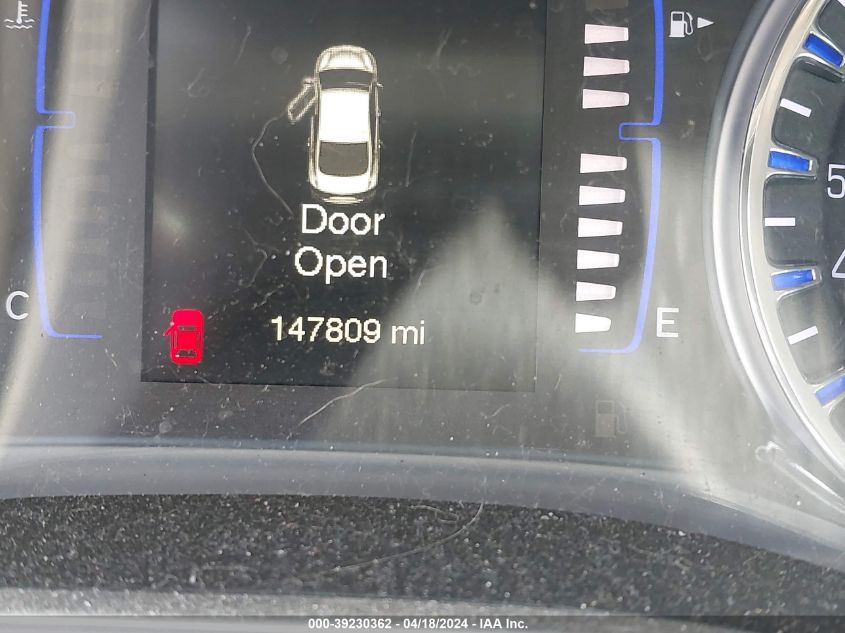 Door
Open
C
147809 mi
E
5
4
000-39230362 - 04/18/2024 - IAA, Inc.